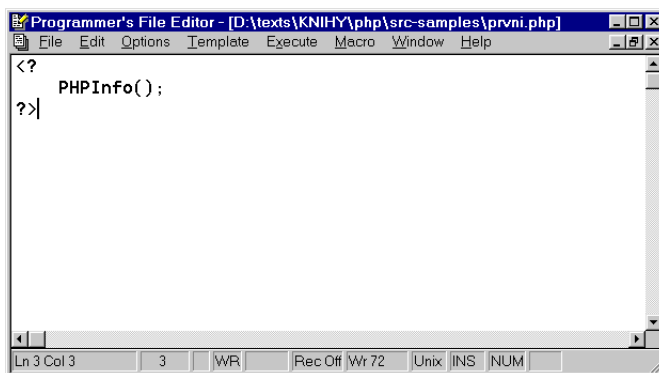 Programmer's File Editor - [D:\texts\KNIHY\php\src-samples\prvni.php]
File Edit Options Template Execute Macro Window Help
<?
    PHPInfo();
?>
Ln 3 Col 3 3 WR Rec Off Wr 72 Unix INS NUM